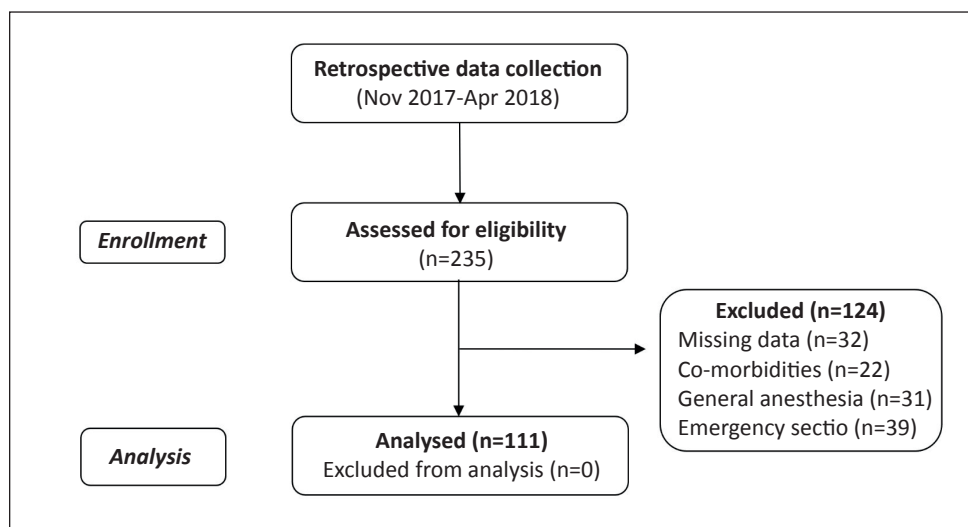 Retrospective data collection
(Nov 2017-Apr 2018)
Enrollment
Assessed for eligibility
(n=235)
Excluded (n=124)
Missing data (n=32)
Co-morbidities (n=22)
General anesthesia (n=31)
Emergency sectio (n=39)
Analysis
Analysed (n=111)
Excluded from analysis (n=0)